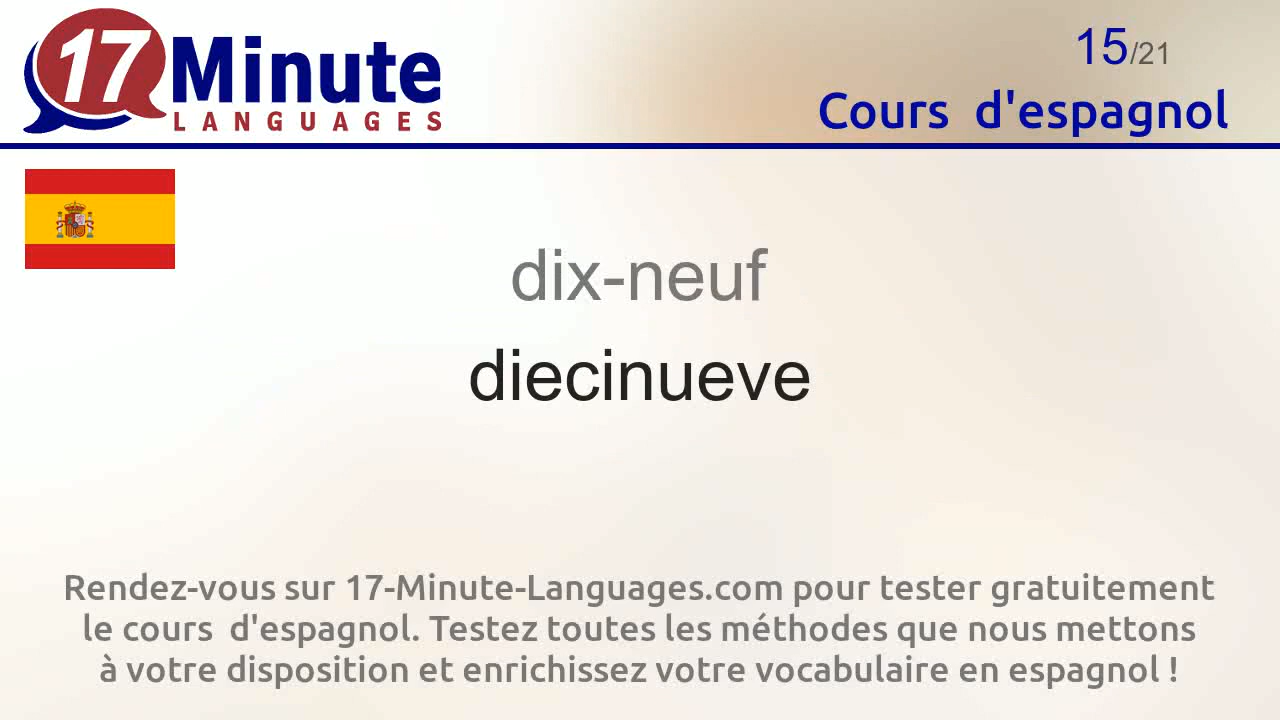 17 Minute
LANGUAGES
15/21
Cours d'espagnol
dix-neuf
diecinueve
Rendez-vous sur 17-Minute-Languages.com pour tester gratuitement
le cours d'espagnol. Testez toutes les méthodes que nous mettons
à votre disposition et enrichissez votre vocabulaire en espagnol !